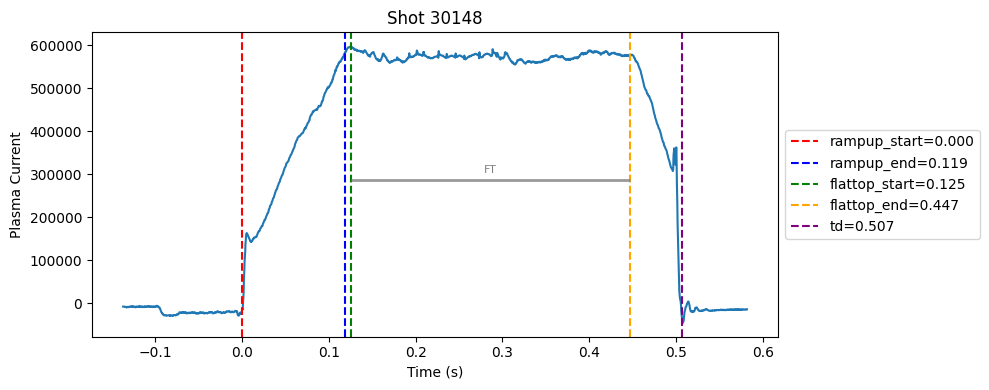 Shot 30148
600000
500000
400000
300000
200000
100000
0
Plasma Current
FT
−0.1
0.0
0.1
0.2
0.3
0.4
0.5
0.6
Time (s)
rampup_start=0.000
rampup_end=0.119
flattop_start=0.125
flattop_end=0.447
td=0.507